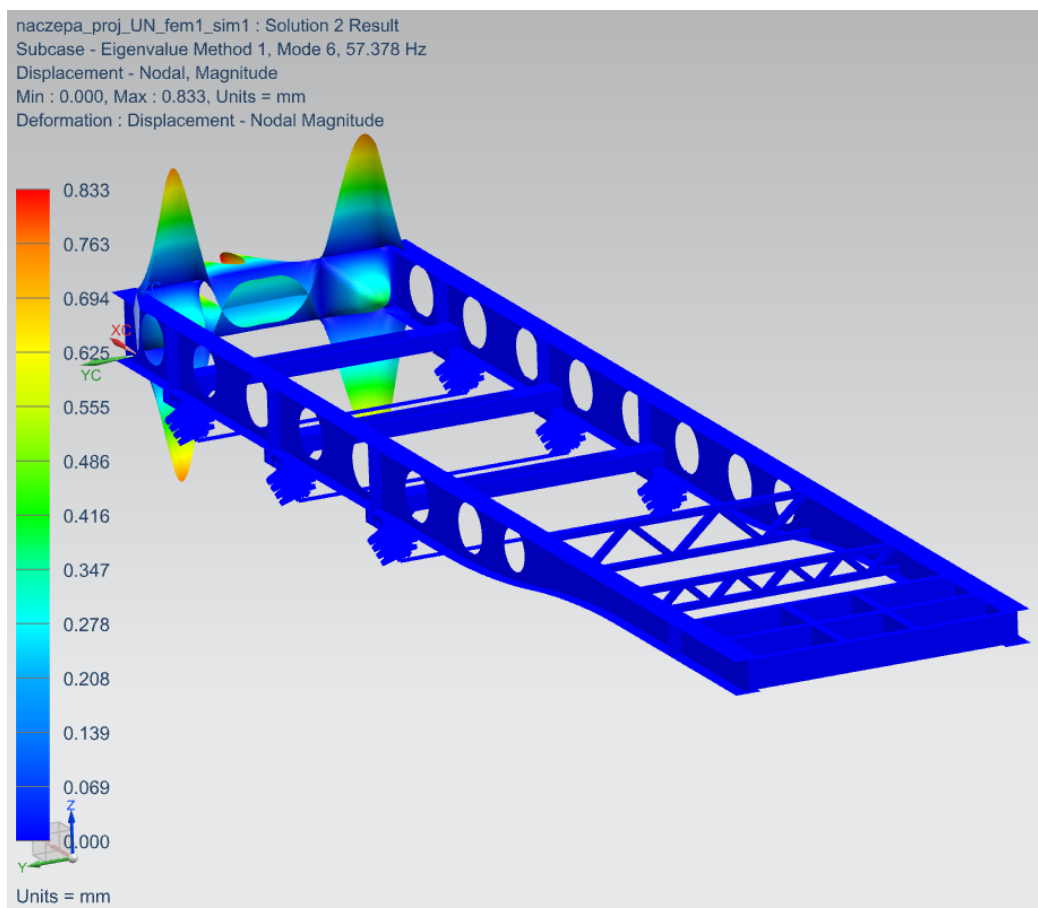 naczepa_proj_UN_fem1_sim1 : Solution 2 Result
Subcase - Eigenvalue Method 1, Mode 6, 57.378 Hz
Displacement - Nodal, Magnitude
Min : 0.000, Max : 0.833, Units = mm
Deformation : Displacement - Nodal Magnitude
0.833
0.763
0.694
0.625
0.555
0.486
0.416
0.347
0.278
0.208
0.139
0.069
0.000
XC
YC
Z
Y
Units = mm